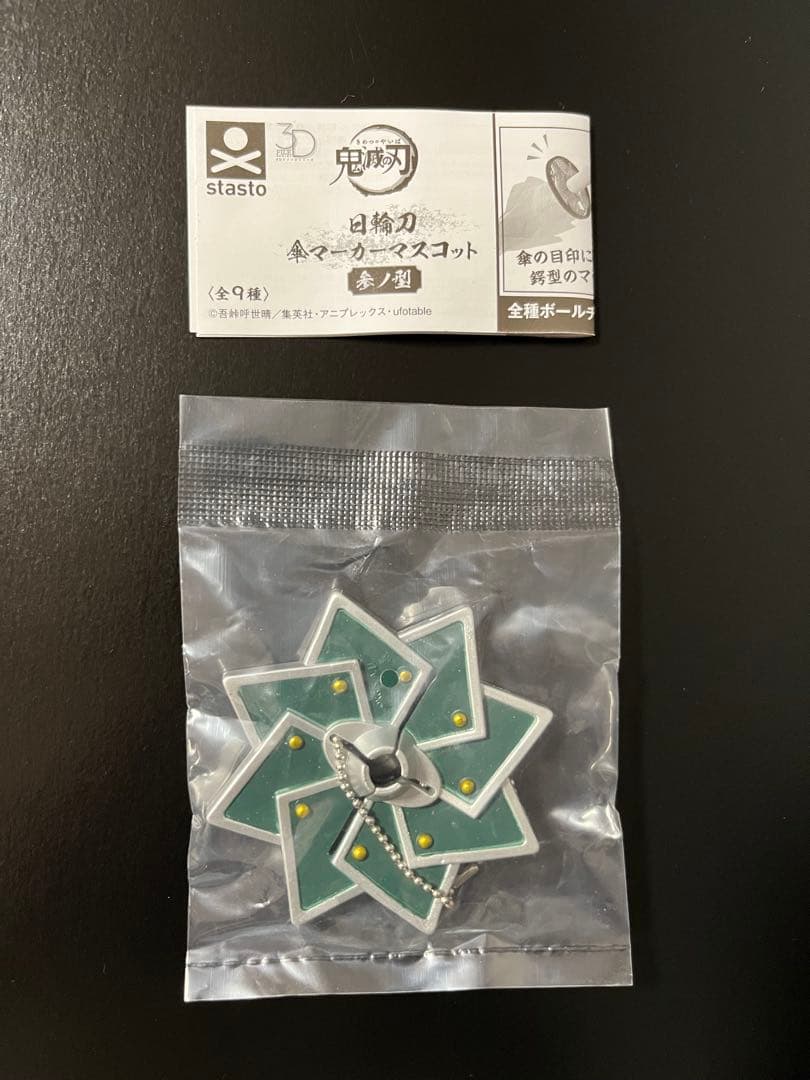 stasto
3D
きめつのやいば
鬼滅の刃
日輪刀
傘マーカーマスコット
参ノ型
〈全9種〉
©吾峠呼世晴／集英社・アニプレックス・ufotable
傘の目印に
鍔型のマ
全種ボールチ